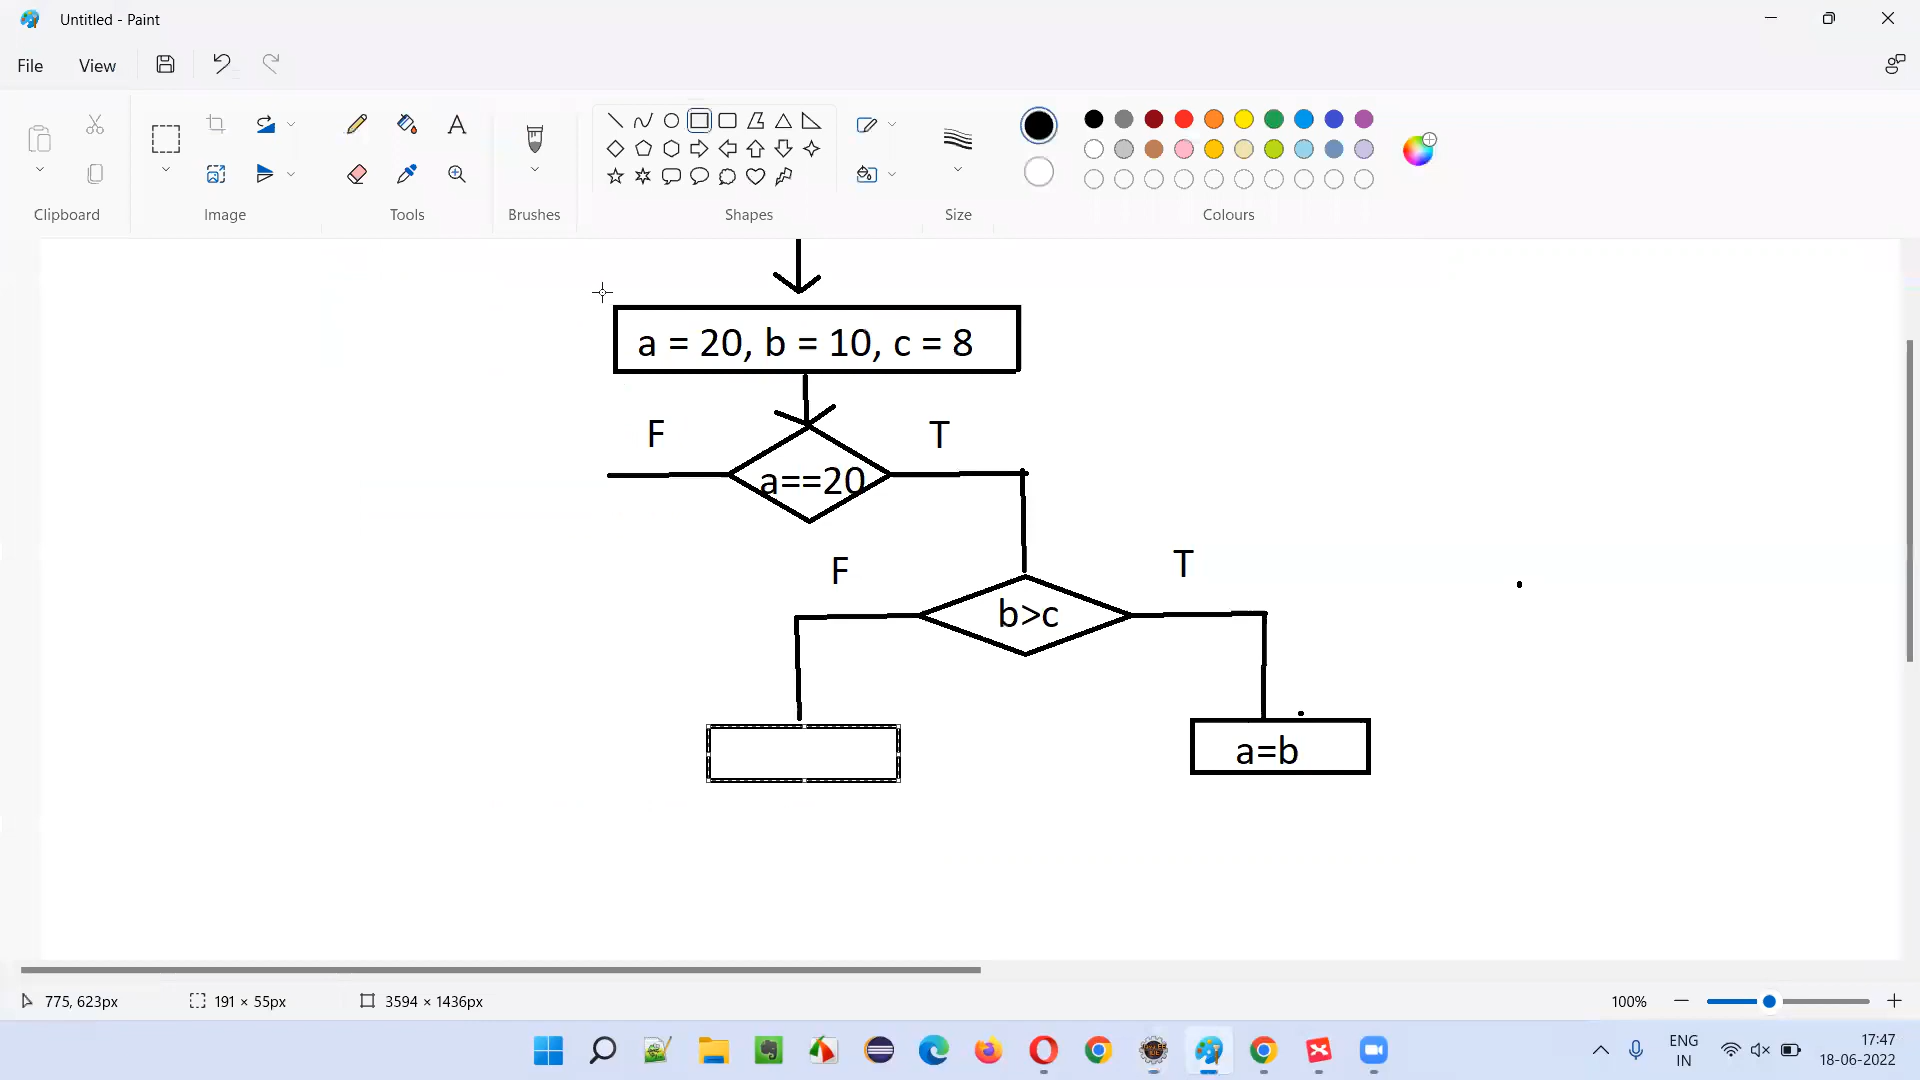 Untitled - Paint
File View
Clipboard Image Tools Brushes Shapes Size Colours
a = 20, b = 10, c = 8
F T
a==20
F T
b>c
a=b
775, 623px 191 × 55px 3594 × 1436px 100%
ENG 17:47
IN 18-06-2022